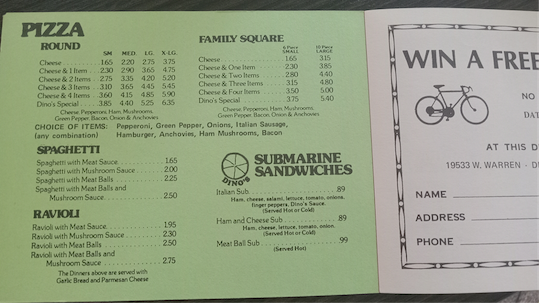 PIZZA
ROUND
SM. MED. LG. X-LG.
Cheese 1.65 2.20 2.75 3.75
Cheese & 1 Item .. .230 2.90 3.65 4.75
Cheese & 2 Items . . 2.75 3.35 4.20 5.20
Cheese & 3 Items . . 3.10 3.65 4.45 5.45
Cheese & 4 Items . . 3.60 4.15 4.85 5.90
Dino's Special . . . . 3.85 4.40 5.25 6.35
Cheese, Pepperoni, Ham, Mushrooms,
Green Pepper, Bacon, Onion & Anchovies
FAMILY SQUARE
6 Piece 10 Piece
SMALL LARGE
Cheese 1.65 3.15
Cheese & One Item 2.30 3.85
Cheese & Two Items 2.80 4.40
Cheese & Three Items 3.15 4.80
Cheese & Four Items 3.50 5.00
Dino's Special 3.75 5.40
Cheese, Pepperoni, Ham, Mushrooms,
Green Pepper, Bacon, Onion & Anchovies
CHOICE OF ITEMS: Pepperoni, Green Pepper, Onions, Italian Sausage,
(any combination) Hamburger, Anchovies, Ham Mushrooms, Bacon
SPAGHETTI
Spaghetti with Meat Sauce 1.65
Spaghetti with Mushroom Sauce 2.00
Spaghetti with Meat Balls 2.25
Spaghetti with Meat Balls and
Mushroom Sauce 2.50
RAVIOLI
Ravioli with Meat Sauce 1.95
Ravioli with Mushroom Sauce 2.30
Ravioli with Meat Balls 2.50
Ravioli with Meat Balls and
Mushroom Sauce 2.75
The Dinners above are served with
Garlic Bread and Parmesan Cheese
DINO'S
SUBMARINE
SANDWICHES
Italian Sub .89
Ham, cheese, salami, lettuce, tomato, onions,
finger peppers, Dino's Sauce.
(Served Hot or Cold)
Ham and Cheese Sub .89
Ham, cheese, lettuce, tomato, onion.
(Served Hot or Cold)
Meat Ball Sub .99
(Served Hot)
WIN A FREE
NO
DAT
AT THIS D
19533 W. WARREN - D
NAME
ADDRESS
PHONE